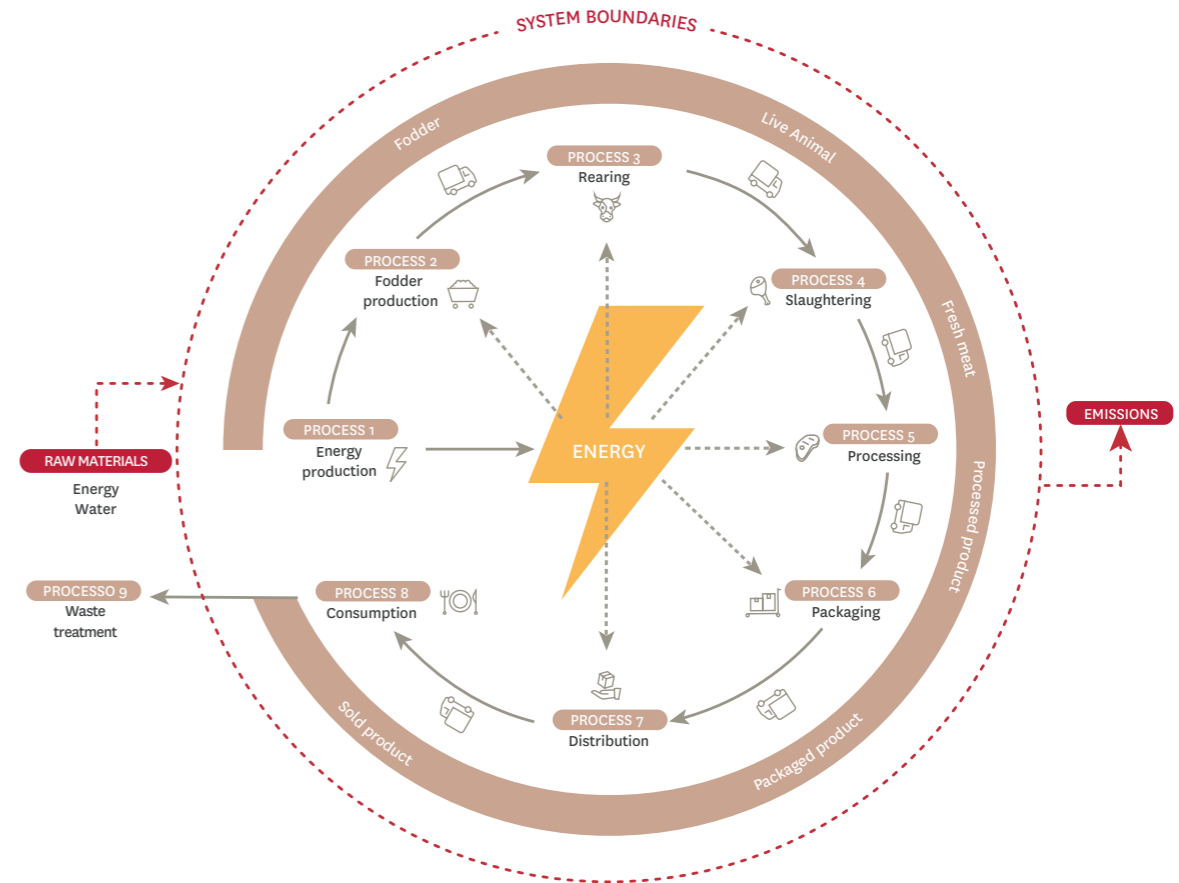 SYSTEM BOUNDARIES
Fodder
Live Animal
PROCESS 3
Rearing
PROCESS 2
Fodder
production
PROCESS 4
Slaughtering
Fresh meat
PROCESS 1
Energy
production
ENERGY
PROCESS 5
Processing
EMISSIONS
RAW MATERIALS
Energy
Water
Processed product
PROCESSO 9
Waste
treatment
PROCESS 8
Consumption
PROCESS 6
Packaging
PROCESS 7
Distribution
Sold product
Packaged product